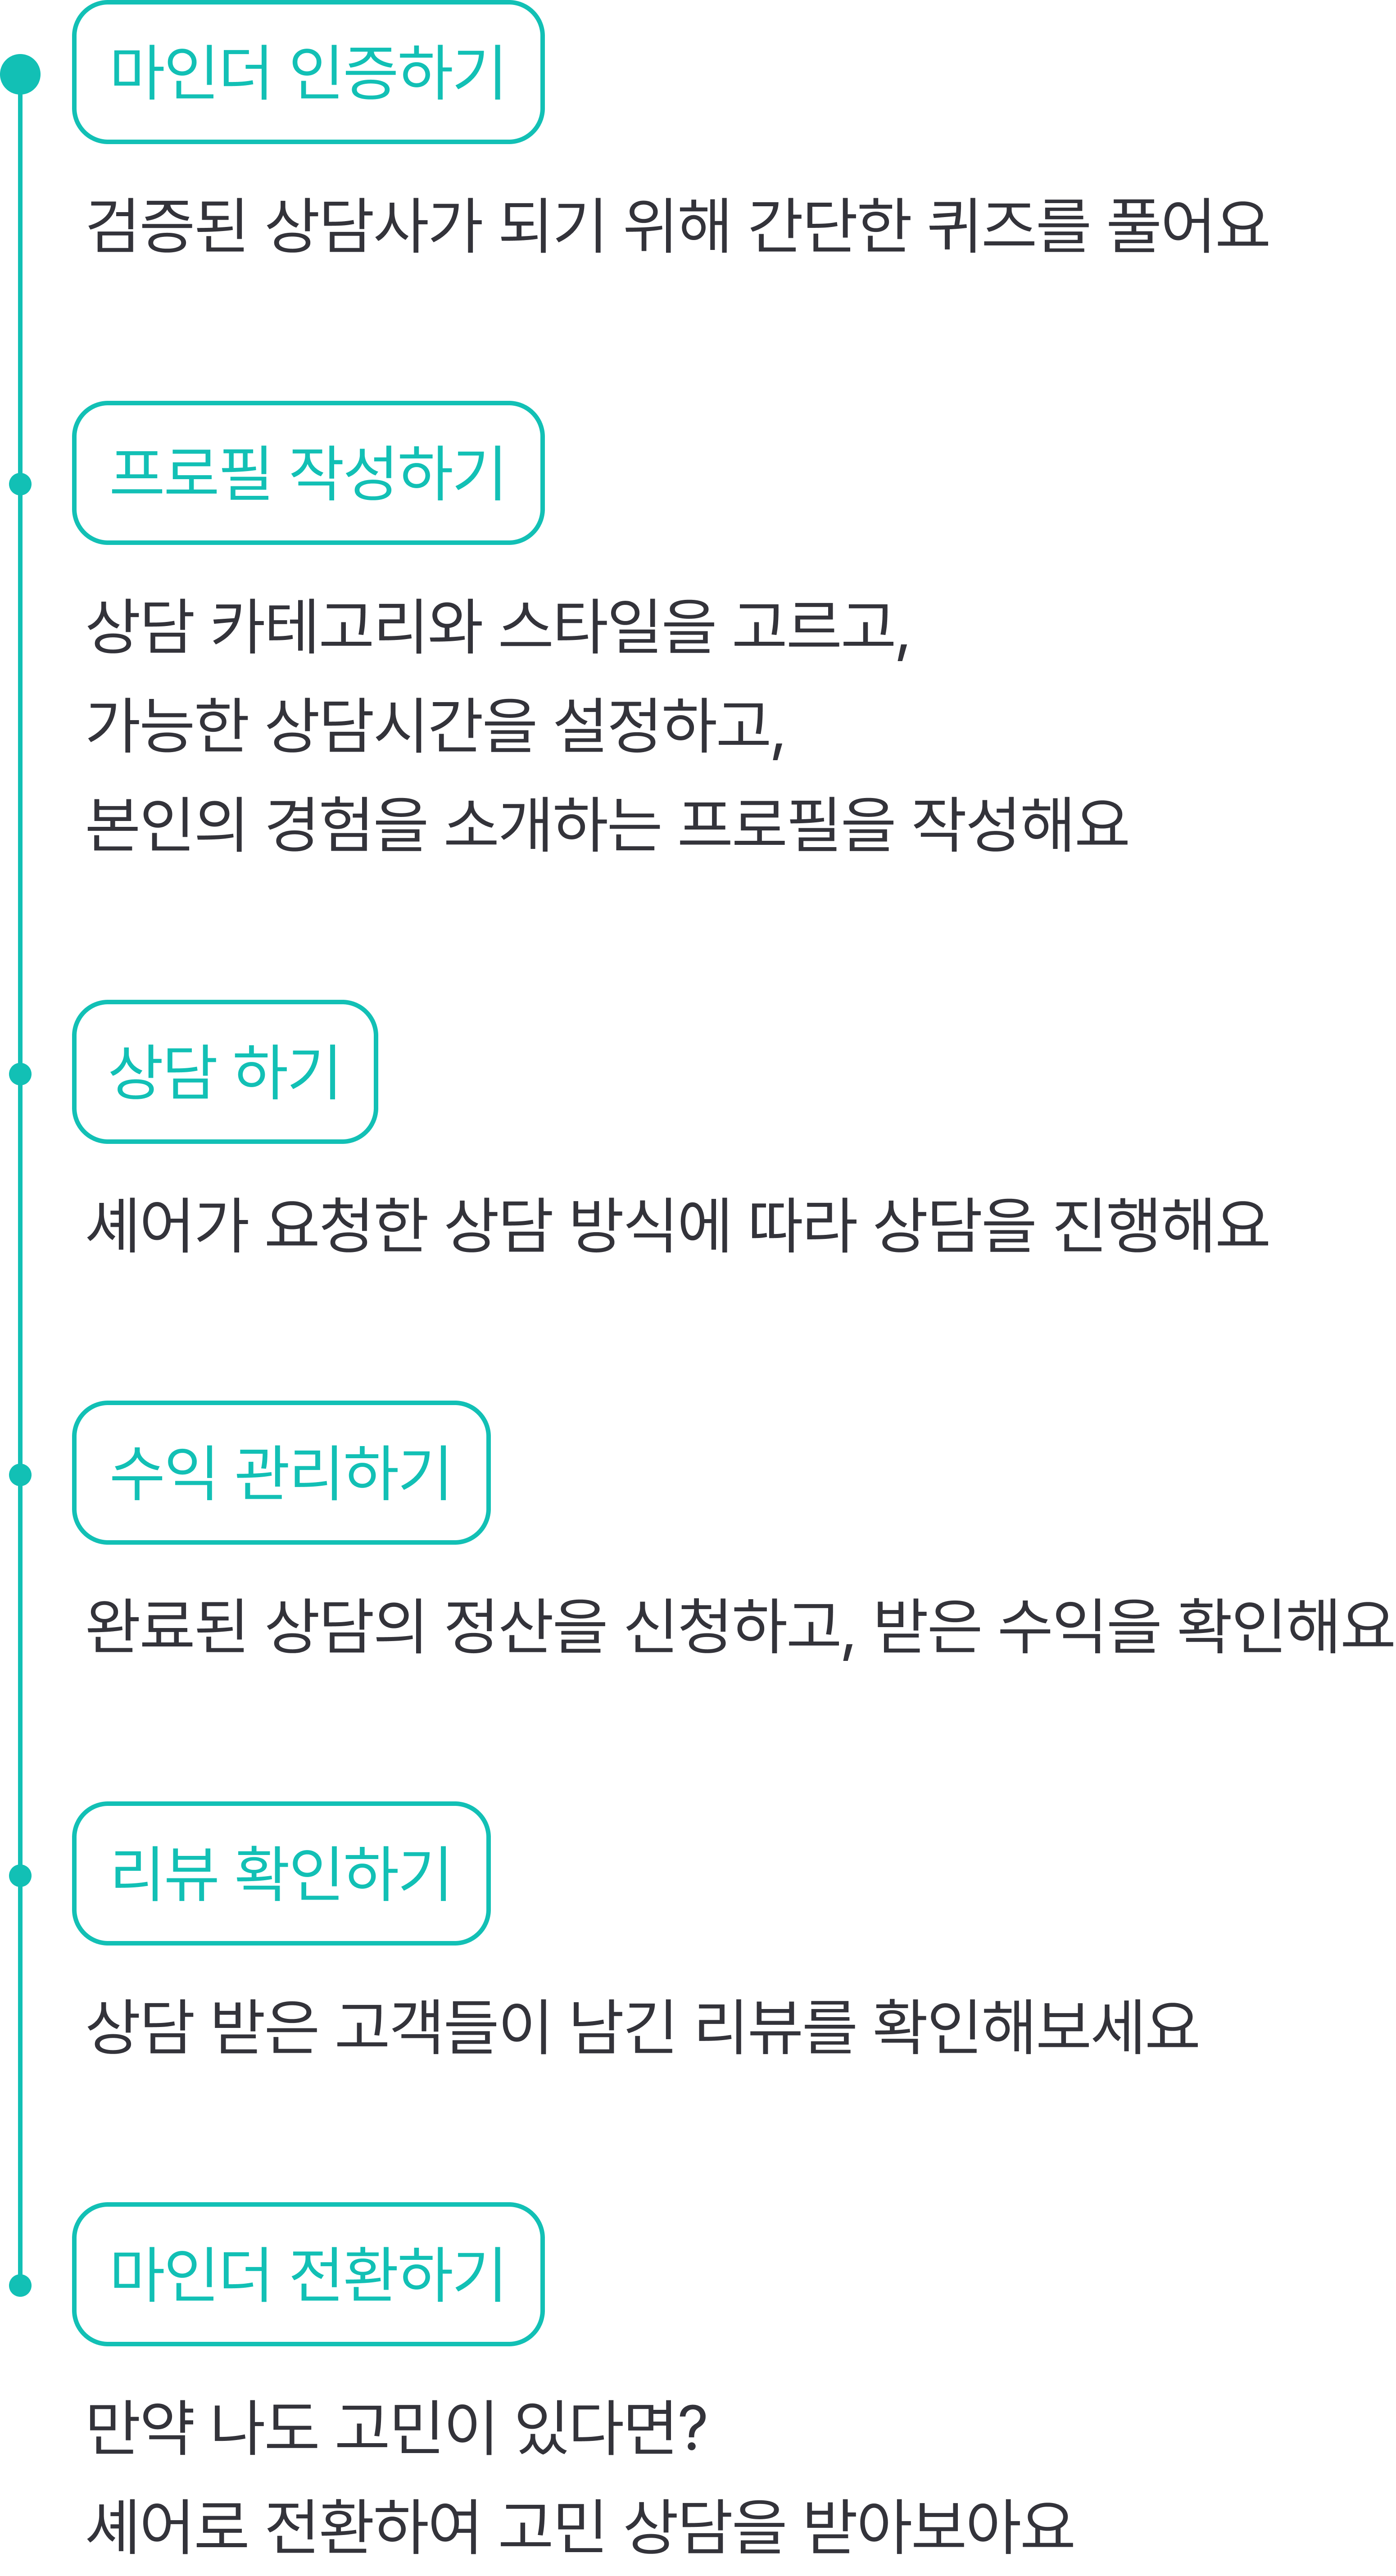 마인더 인증하기
검증된 상담사가 되기 위해 간단한 퀴즈를 풀어요
프로필 작성하기
상담 카테고리와 스타일을 고르고,
가능한 상담시간을 설정하고,
본인의 경험을 소개하는 프로필을 작성해요
상담 하기
셰어가 요청한 상담 방식에 따라 상담을 진행해요
수익 관리하기
완료된 상담의 정산을 신청하고, 받은 수익을 확인해요
리뷰 확인하기
상담 받은 고객들이 남긴 리뷰를 확인해보세요
마인더 전환하기
만약 나도 고민이 있다면?
셰어로 전환하여 고민 상담을 받아보아요